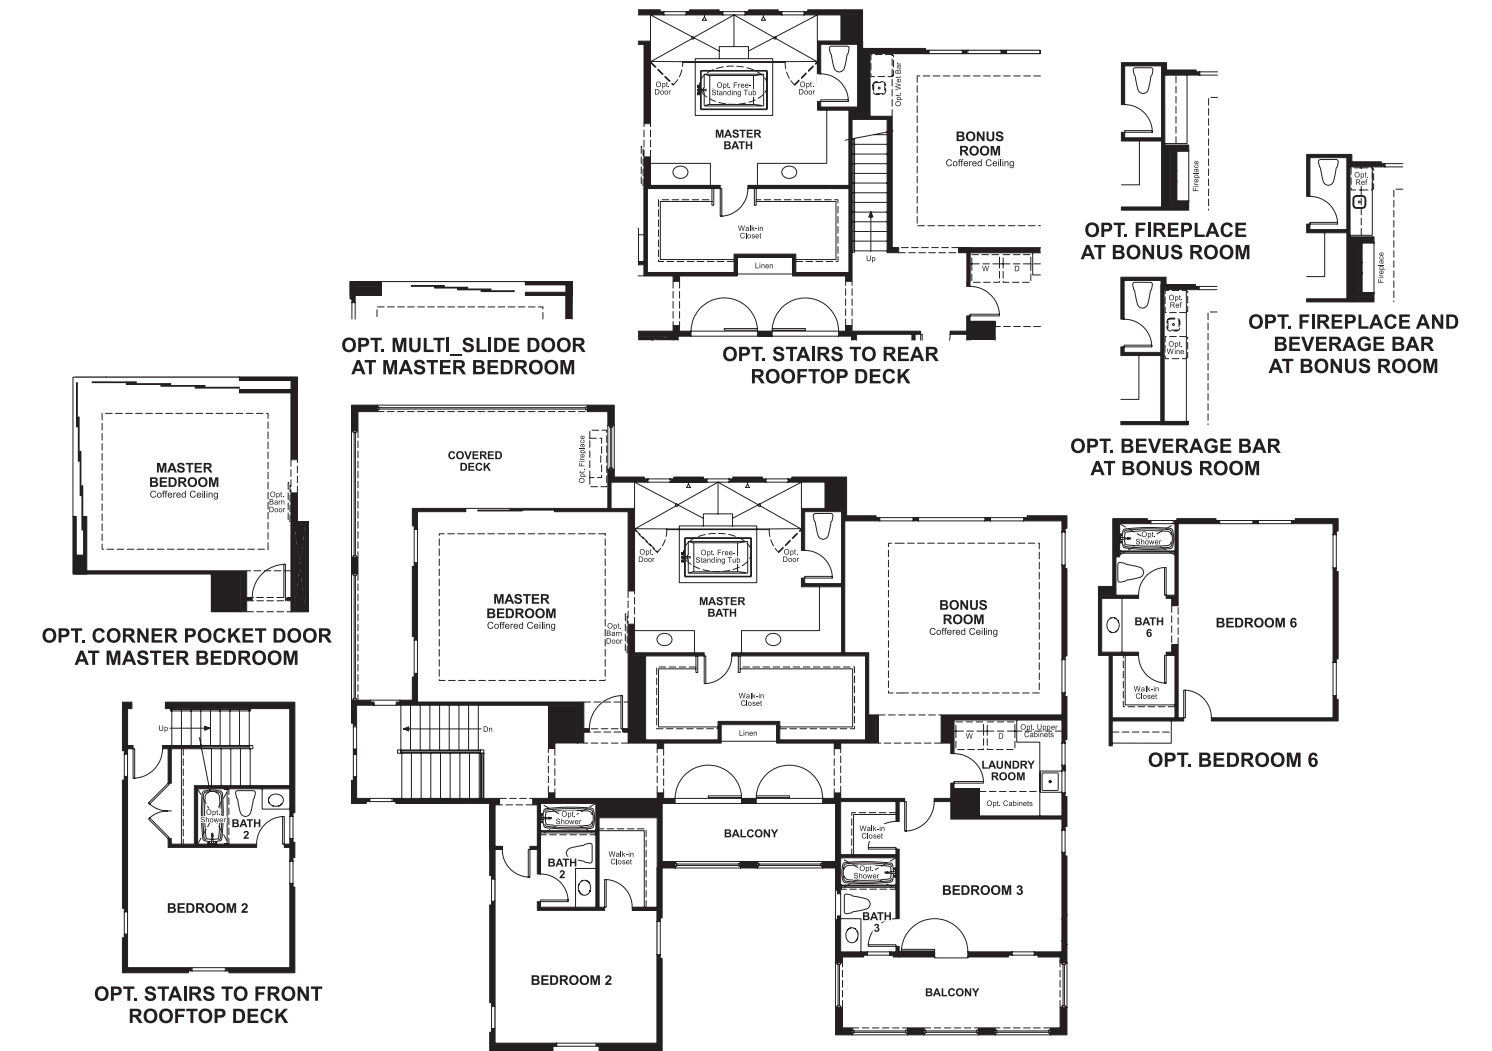 Opt.
Door
Opt. Free-
Standing Tub
Opt.
Door
MASTER
BATH
Opt. Wet Bar
BONUS
ROOM
Coffered Ceiling
Walk-in
Closet
Linen
Up
W
D
OPT. STAIRS TO REAR
ROOFTOP DECK
Fireplace
OPT. FIREPLACE
AT BONUS ROOM
Opt.
Ref
Fireplace
OPT. FIREPLACE AND
BEVERAGE BAR
AT BONUS ROOM
Opt.
Ref
Opt.
Wine
OPT. BEVERAGE BAR
AT BONUS ROOM
OPT. MULTI_SLIDE DOOR
AT MASTER BEDROOM
MASTER
BEDROOM
Coffered Ceiling
Opt.
Barn
Door
OPT. CORNER POCKET DOOR
AT MASTER BEDROOM
COVERED
DECK
Opt. Fireplace
MASTER
BEDROOM
Coffered Ceiling
Opt.
Barn
Door
Opt.
Door
Opt. Free-
Standing Tub
Opt.
Door
MASTER
BATH
BONUS
ROOM
Coffered Ceiling
Walk-in
Closet
Linen
Dn
W
D
Opt. Upper
Cabinets
LAUNDRY
ROOM
Opt. Cabinets
BALCONY
Opt.
Shower
BATH
2
Walk-in
Closet
BEDROOM 2
Walk-in
Closet
Opt.
Shower
BATH
3
BEDROOM 3
BALCONY
Opt.
Shower
BATH
6
BEDROOM 6
Walk-in
Closet
OPT. BEDROOM 6
Up
Opt.
Shower
BATH
2
BEDROOM 2
OPT. STAIRS TO FRONT
ROOFTOP DECK